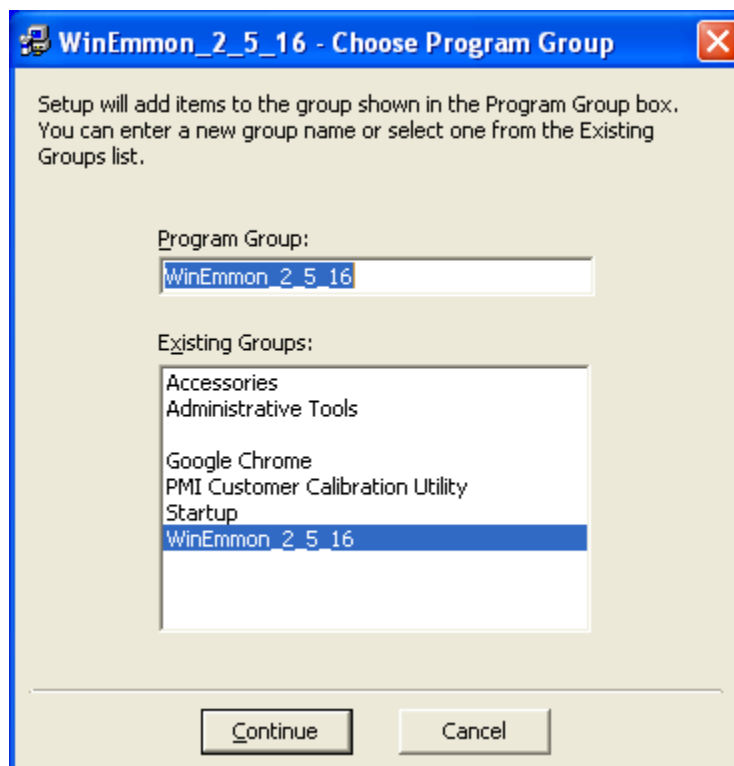 WinEmmon_2_5_16 - Choose Program Group
Setup will add items to the group shown in the Program Group box.
You can enter a new group name or select one from the Existing
Groups list.
Program Group:
WinEmmon_2_5_16
Existing Groups:
Accessories
Administrative Tools
Google Chrome
PMI Customer Calibration Utility
Startup
WinEmmon_2_5_16
Continue
Cancel